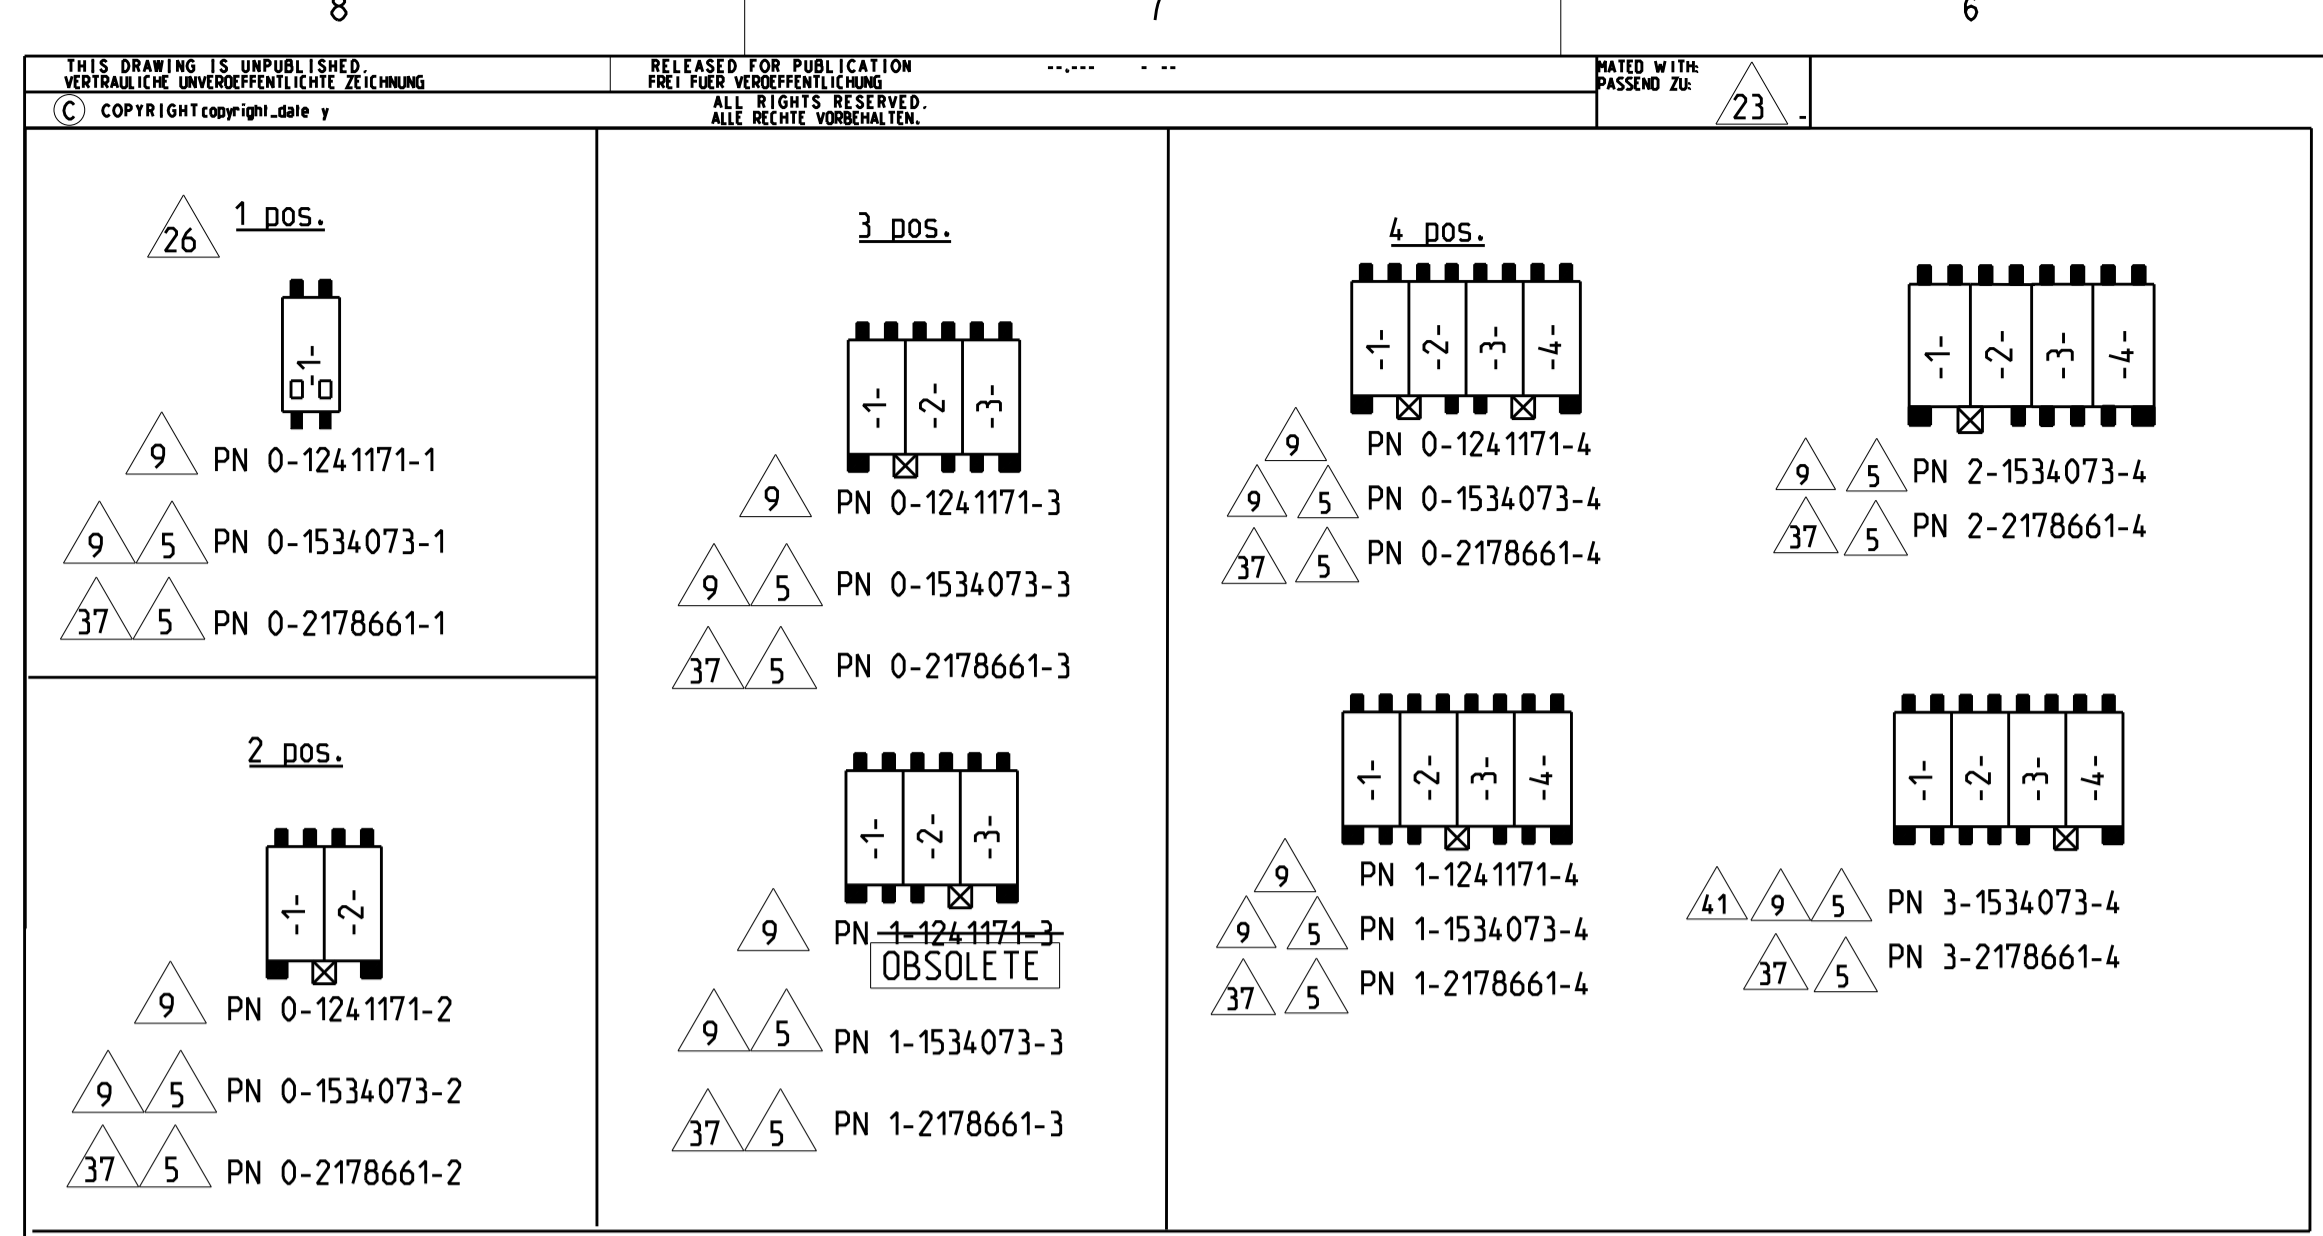 8 7 6
THIS DRAWING IS UNPUBLISHED.
VERTRAULICHE UNVEROEFFENTLICHTE ZEICHNUNG
RELEASED FOR PUBLICATION --.--- - --
FREI FUER VEROEFFENTLICHUNG
MATED WITH:
PASSEND ZU:
23 -
C COPYRIGHT copyright_date y
ALL RIGHTS RESERVED.
ALLE RECHTE VORBEHALTEN.
26 1 pos.
-1-
9 PN 0-1241171-1
9 5 PN 0-1534073-1
37 5 PN 0-2178661-1
2 pos.
-1- -2-
9 PN 0-1241171-2
9 5 PN 0-1534073-2
37 5 PN 0-2178661-2
3 pos.
-1- -2- -3-
9 PN 0-1241171-3
9 5 PN 0-1534073-3
37 5 PN 0-2178661-3
-1- -2- -3-
9 PN 1-1241171-3
OBSOLETE
9 5 PN 1-1534073-3
37 5 PN 1-2178661-3
4 pos.
-1- -2- -3- -4-
9 PN 0-1241171-4
9 5 PN 0-1534073-4
37 5 PN 0-2178661-4
-1- -2- -3- -4-
9 5 PN 2-1534073-4
37 5 PN 2-2178661-4
-1- -2- -3- -4-
9 PN 1-1241171-4
9 5 PN 1-1534073-4
37 5 PN 1-2178661-4
-1- -2- -3- -4-
41 9 5 PN 3-1534073-4
37 5 PN 3-2178661-4